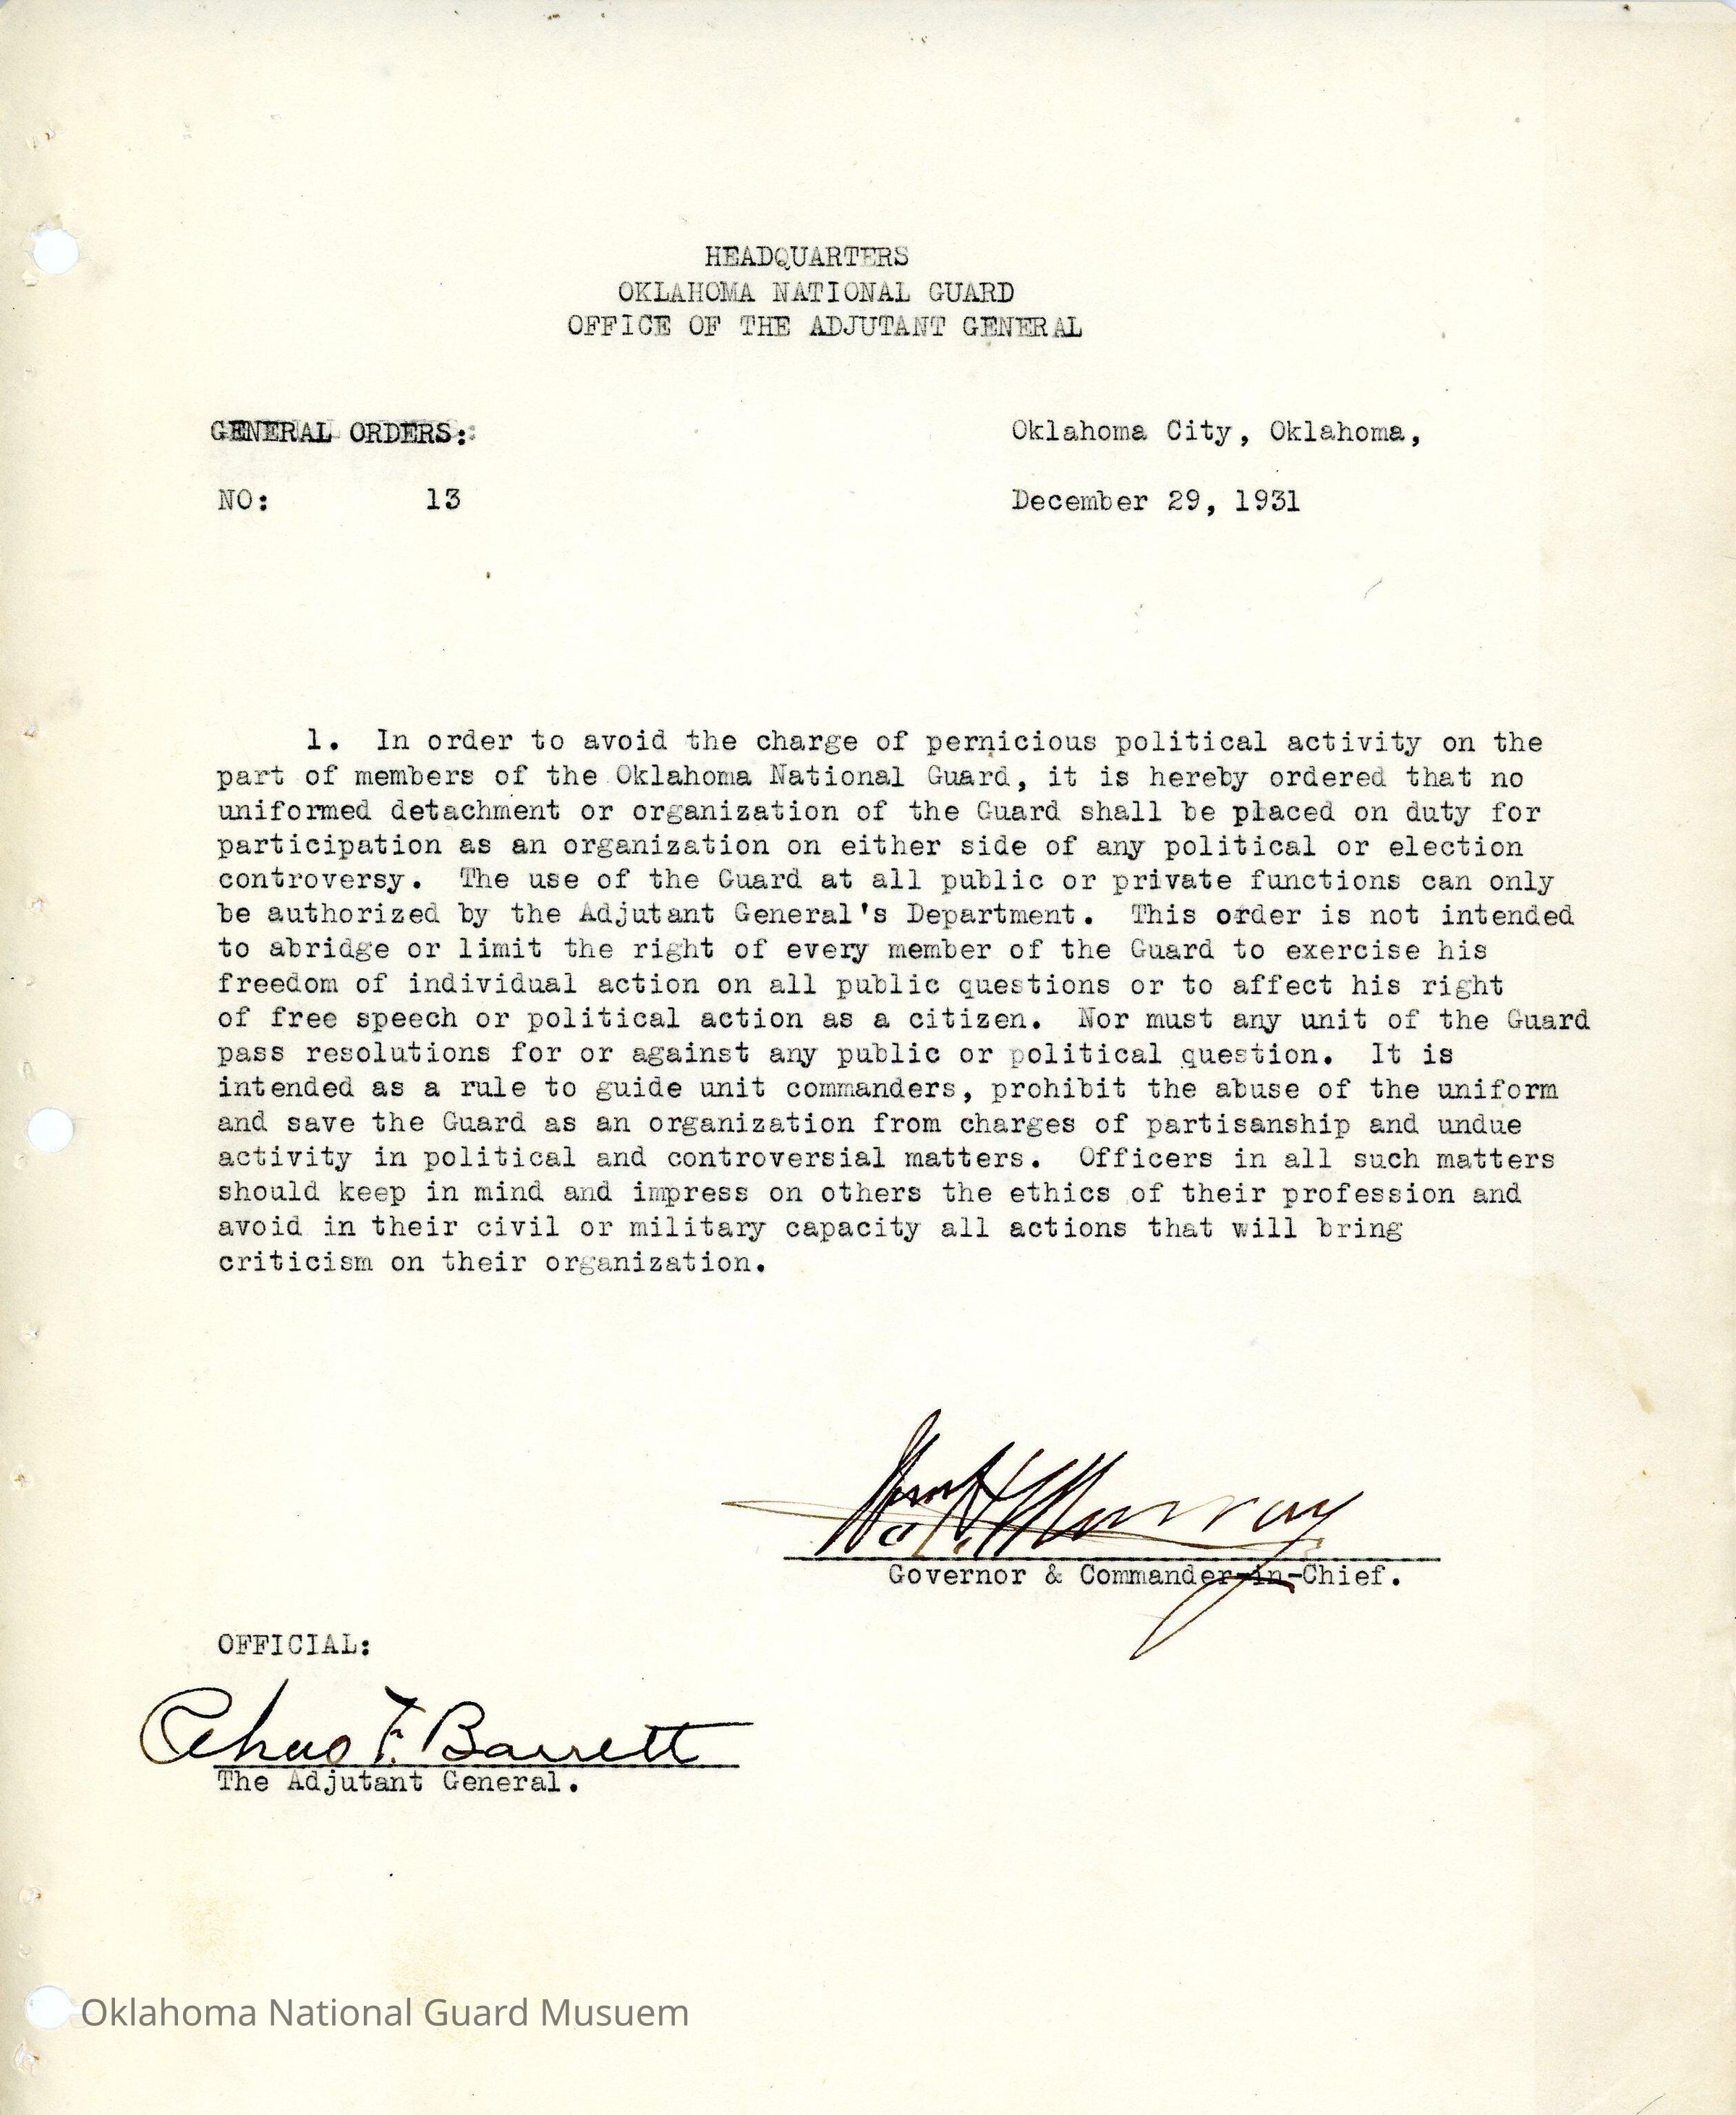 HEADQUARTERS
OKLAHOMA NATIONAL GUARD
OFFICE OF THE ADJUTANT GENERAL
GENERAL ORDERS: Oklahoma City, Oklahoma,
NO: 13 December 29, 1931
1. In order to avoid the charge of pernicious political activity on the
part of members of the Oklahoma National Guard, it is hereby ordered that no
uniformed detachment or organization of the Guard shall be placed on duty for
participation as an organization on either side of any political or election
controversy. The use of the Guard at all public or private functions can only
be authorized by the Adjutant General's Department. This order is not intended
to abridge or limit the right of every member of the Guard to exercise his
freedom of individual action on all public questions or to affect his right
of free speech or political action as a citizen. Nor must any unit of the Guard
pass resolutions for or against any public or political question. It is
intended as a rule to guide unit commanders, prohibit the abuse of the uniform
and save the Guard as an organization from charges of partisanship and undue
activity in political and controversial matters. Officers in all such matters
should keep in mind and impress on others the ethics of their profession and
avoid in their civil or military capacity all actions that will bring
criticism on their organization.
Wm H. Murray
Governor & Commander-in-Chief.
OFFICIAL:
Chas F. Barrett
The Adjutant General.
Oklahoma National Guard Musuem